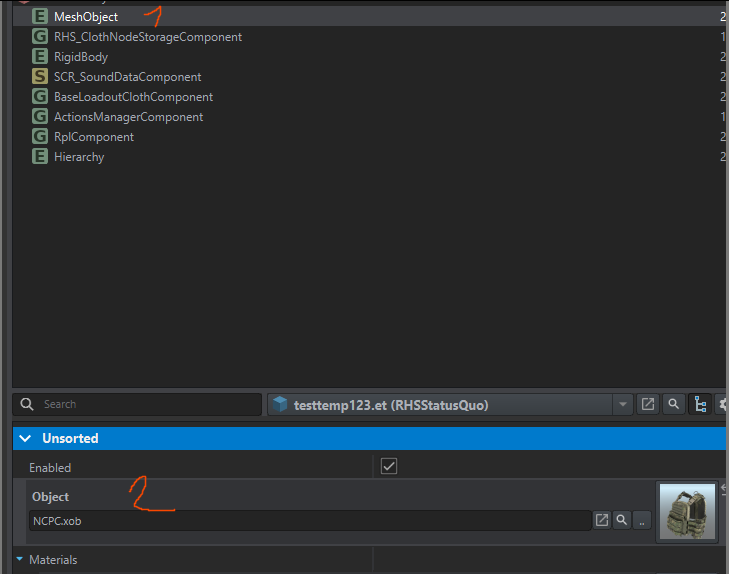 E MeshObject 1 2
G RHS_ClothNodeStorageComponent 1
E RigidBody 2
S SCR_SoundDataComponent 2
G BaseLoadoutClothComponent 2
G ActionsManagerComponent 1
G RplComponent 2
E Hierarchy 2
Search testtemp123.et (RHSStatusQuo)
Unsorted
Enabled
Object 2
NCPC.xob ..
Materials